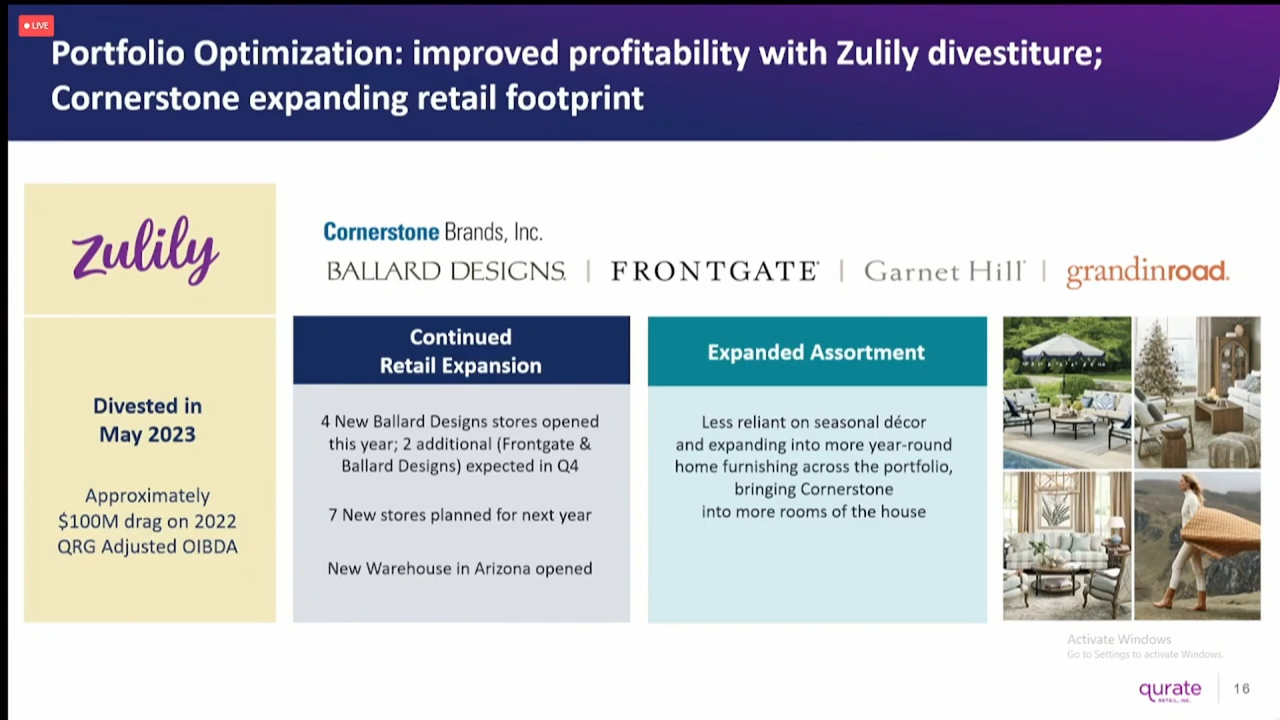 LIVE
Portfolio Optimization: improved profitability with Zulily divestiture;
Cornerstone expanding retail footprint
zulily
Cornerstone Brands, Inc.
BALLARD DESIGNS. | FRONTGATE | Garnet Hill | grandinroad.
Divested in
May 2023
Approximately
$100M drag on 2022
QRG Adjusted OIBDA
Continued
Retail Expansion
4 New Ballard Designs stores opened
this year; 2 additional (Frontgate &
Ballard Designs) expected in Q4
7 New stores planned for next year
New Warehouse in Arizona opened
Expanded Assortment
Less reliant on seasonal décor
and expanding into more year-round
home furnishing across the portfolio,
bringing Cornerstone
into more rooms of the house
Activate Windows
Go to Settings to activate Windows.
qurate
RETAIL, INC.
16